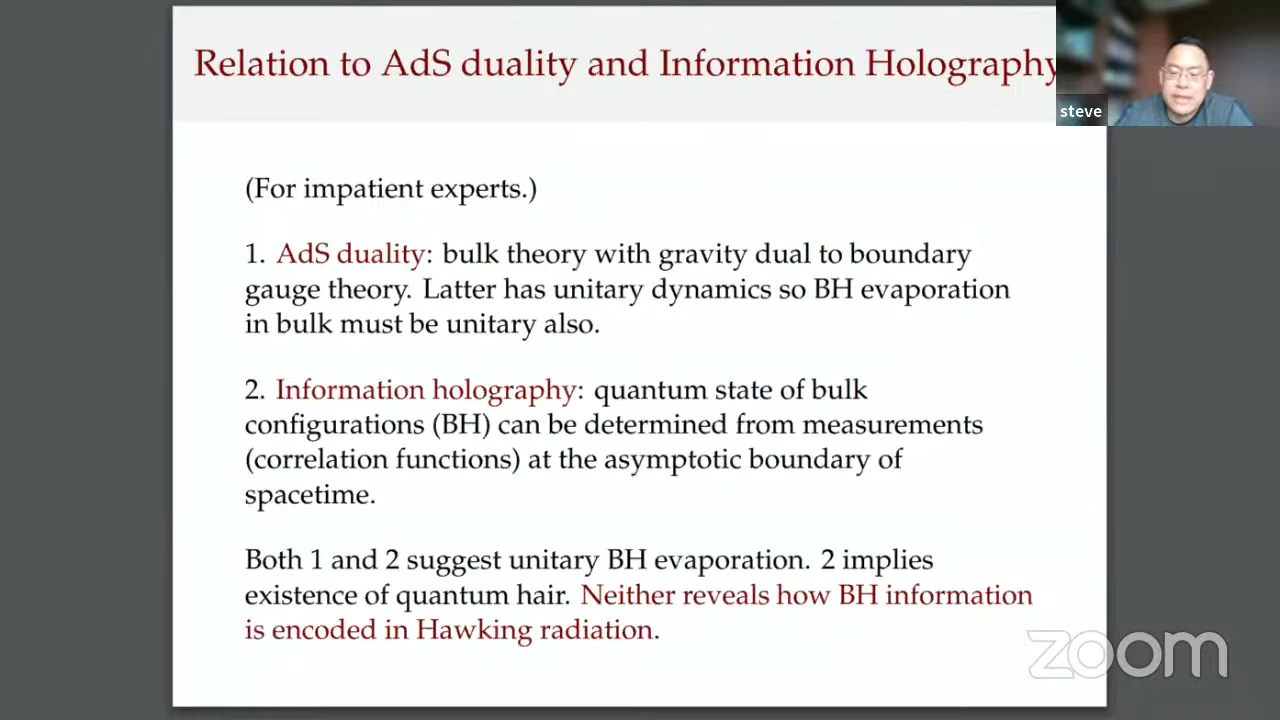 Relation to AdS duality and Information Holography
steve
(For impatient experts.)
1. AdS duality: bulk theory with gravity dual to boundary
gauge theory. Latter has unitary dynamics so BH evaporation
in bulk must be unitary also.
2. Information holography: quantum state of bulk
configurations (BH) can be determined from measurements
(correlation functions) at the asymptotic boundary of
spacetime.
Both 1 and 2 suggest unitary BH evaporation. 2 implies
existence of quantum hair. Neither reveals how BH information
is encoded in Hawking radiation.
zoom